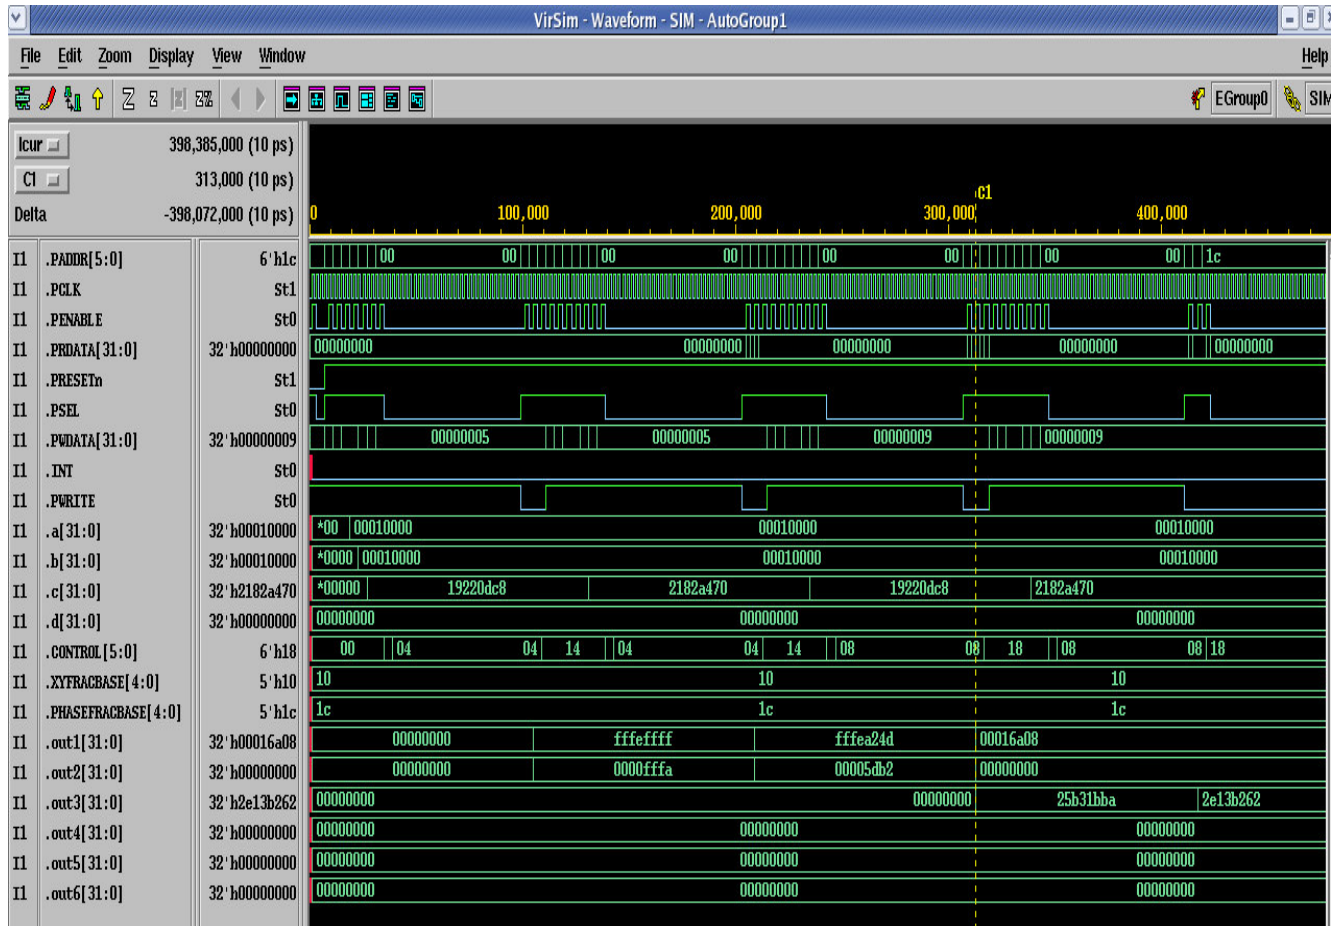 VirSim - Waveform - SIM - AutoGroup1
File Edit Zoom Display View Window Help
Z Z Z Z% EGroup0 SIM
Icur 398,385,000 (10 ps)
C1 313,000 (10 ps)
Delta -398,072,000 (10 ps)
C1
0 100,000 200,000 300,000 400,000
I1 .PADDR[5:0] 6'h1c 00 00 00 00 00 00 00 1c
I1 .PCLK St1
I1 .PENABLE St0
I1 .PRDATA[31:0] 32'h00000000 00000000 00000000 00000000 00000000 00000000
I1 .PRESETn St1
I1 .PSEL St0
I1 .PWDATA[31:0] 32'h00000009 00000005 00000005 00000009 00000009
I1 .INT St0
I1 .PWRITE St0
I1 .a[31:0] 32'h00010000 *00 00010000 00010000 00010000
I1 .b[31:0] 32'h00010000 *0000 00010000 00010000 00010000
I1 .c[31:0] 32'h2182a470 *00000 19220dc8 2182a470 19220dc8 2182a470
I1 .d[31:0] 32'h00000000 00000000 00000000 00000000
I1 .CONTROL[5:0] 6'h18 00 04 04 14 04 04 14 08 08 18 08 08 18
I1 .XYFRACBASE[4:0] 5'h10 10 10 10
I1 .PHASEFRACBASE[4:0] 5'h1c 1c 1c 1c
I1 .out1[31:0] 32'h00016a08 00000000 fffeffff fffea24d 00016a08
I1 .out2[31:0] 32'h00000000 00000000 0000fffa 00005db2 00000000
I1 .out3[31:0] 32'h2e13b262 00000000 00000000 25b31bba 2e13b262
I1 .out4[31:0] 32'h00000000 00000000 00000000 00000000
I1 .out5[31:0] 32'h00000000 00000000 00000000 00000000
I1 .out6[31:0] 32'h00000000 00000000 00000000 00000000